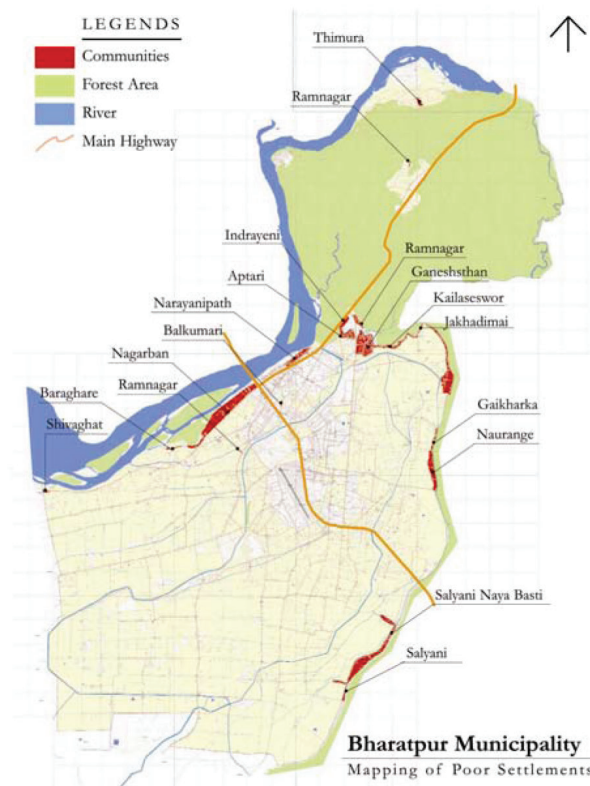 LEGENDS
Communities
Forest Area
River
Main Highway
Thimura
Ramnagar
Indrayeni
Ramnagar
Aptari
Ganeshsthan
Narayanipath
Kailaseswor
Balkumari
Jakhadimai
Nagarban
Ramnagar
Baraghare
Gaikharka
Shivaghat
Naurange
Salyani Naya Basti
Salyani
Bharatpur Municipality
Mapping of Poor Settlements